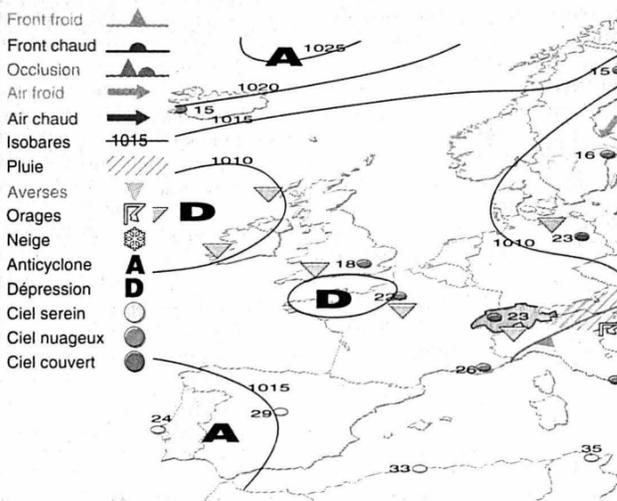 Front froid
Front chaud
Occlusion
Air froid
Air chaud
Isobares 1015
Pluie
Averses
Orages
Neige
Anticyclone A
Dépression D
Ciel serein
Ciel nuageux
Ciel couvert
A 1025
1020
15
15
1015
16
1010
D
1010
23
18
D
22
23
26
1015
29
24
A
33
35